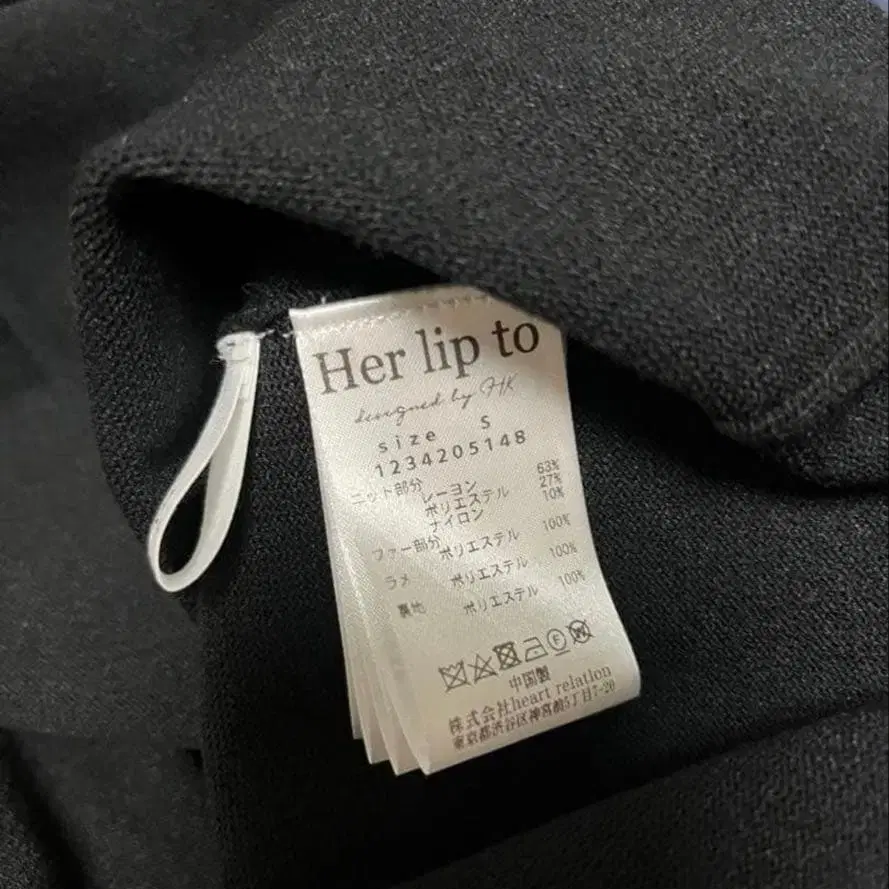 Her lip to
designed by HK
size S
1234205148
ニット部分 レーヨン 63%
ポリエステル 27%
ナイロン 10%
ファー部分 ポリエステル 100%
ラメ ポリエステル 100%
裏地 ポリエステル 100%
中国製
株式会社heart relation
東京都渋谷区神宮前5丁目7-20